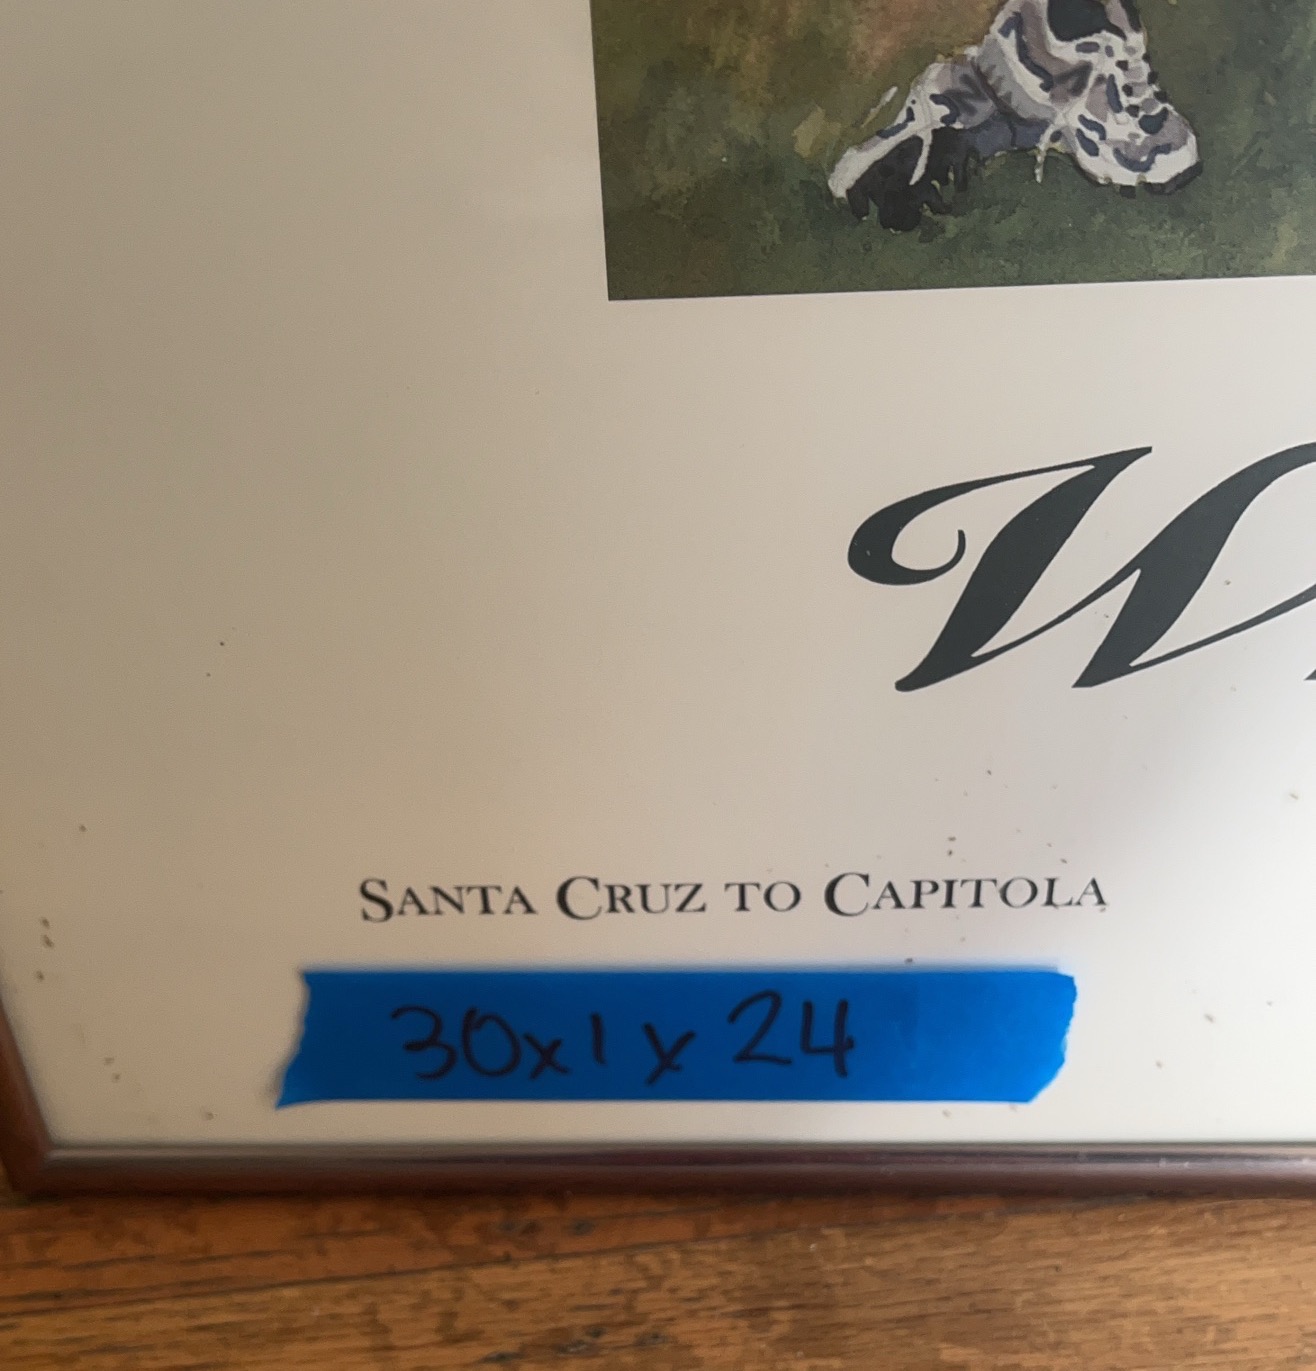 W
SANTA CRUZ TO CAPITOLA
30x1x24